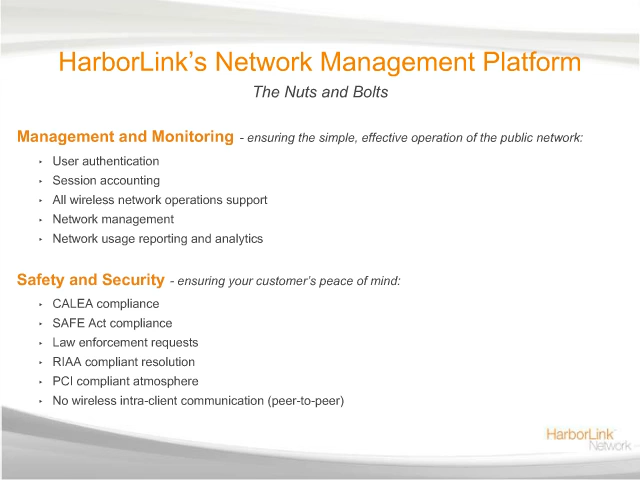 HarborLink's Network Management Platform
The Nuts and Bolts
Management and Monitoring - ensuring the simple, effective operation of the public network:
‣ User authentication
‣ Session accounting
‣ All wireless network operations support
‣ Network management
‣ Network usage reporting and analytics
Safety and Security - ensuring your customer's peace of mind:
‣ CALEA compliance
‣ SAFE Act compliance
‣ Law enforcement requests
‣ RIAA compliant resolution
‣ PCI compliant atmosphere
‣ No wireless intra-client communication (peer-to-peer)
HarborLink
Network